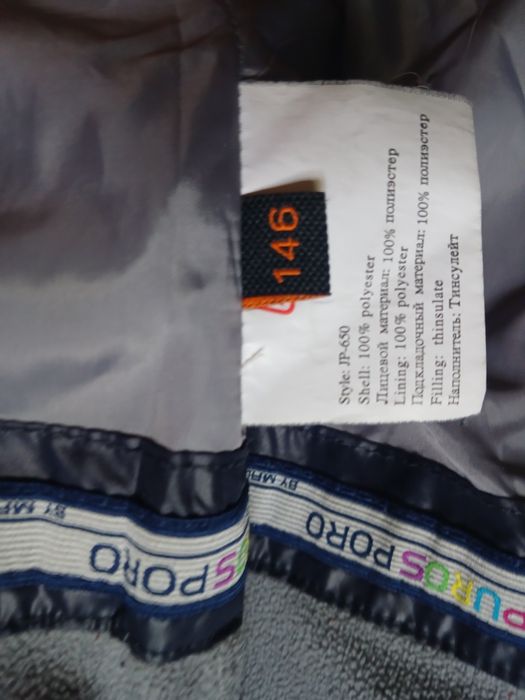 146
Style: JP-650
Shell: 100% polyester
Лицевой материал: 100% полиэстер
Lining: 100% polyester
Подкладочный материал: 100% полиэстер
Filling: thinsulate
Наполнитель: Тинсулейт
PUROS PORO
PORO